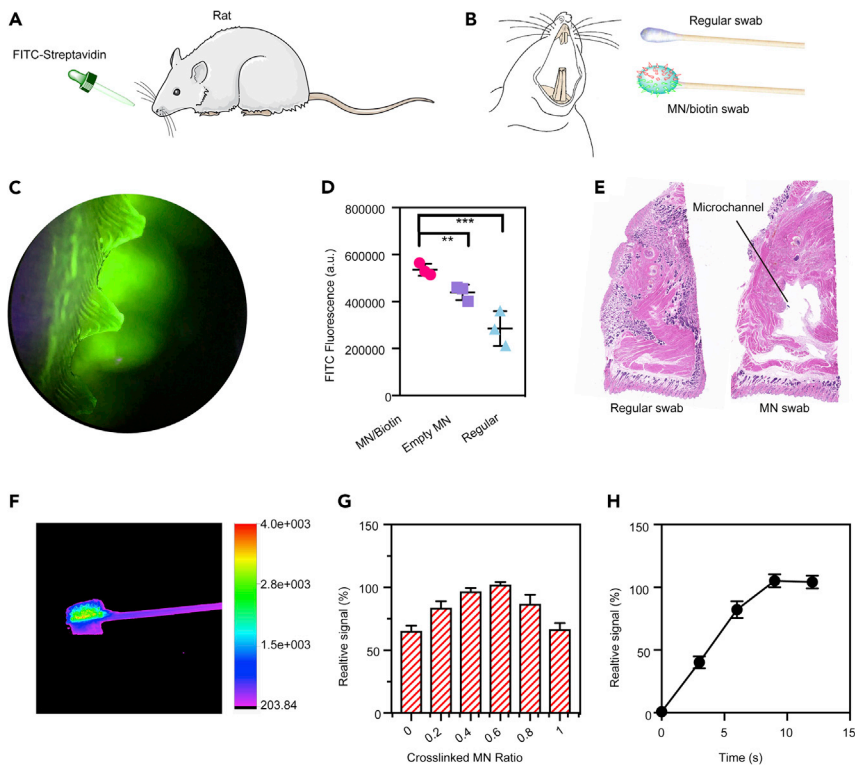 A
Rat
FITC-Streptavidin
B
Regular swab
MN/biotin swab
C
D
800000
600000
400000
200000
0
FITC Fluorescence (a.u.)
***
**
MN/Biotin
Empty MN
Regular
E
Microchannel
Regular swab
MN swab
F
4.0e+003
2.8e+003
1.5e+003
203.84
G
150
100
50
0
Realtive signal (%)
0
0.2
0.4
0.6
0.8
1
Crosslinked MN Ratio
H
150
100
50
0
Realtive signal (%)
0
5
10
15
Time (s)